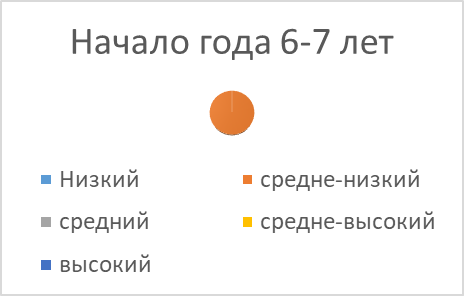 Начало года 6-7 лет
Низкий
средне-низкий
средний
средне-высокий
высокий